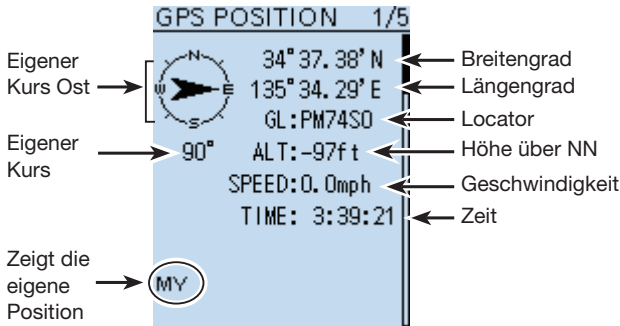 GPS POSITION 1/5
Eigener
Kurs Ost
N
W
E
S
34°37.38'N
Breitengrad
135°34.29'E
Längengrad
GL:PM74SO
Locator
Eigener
Kurs
90°
ALT:-97ft
Höhe über NN
SPEED:0.0mph
Geschwindigkeit
TIME: 3:39:21
Zeit
Zeigt die
eigene
Position
MY